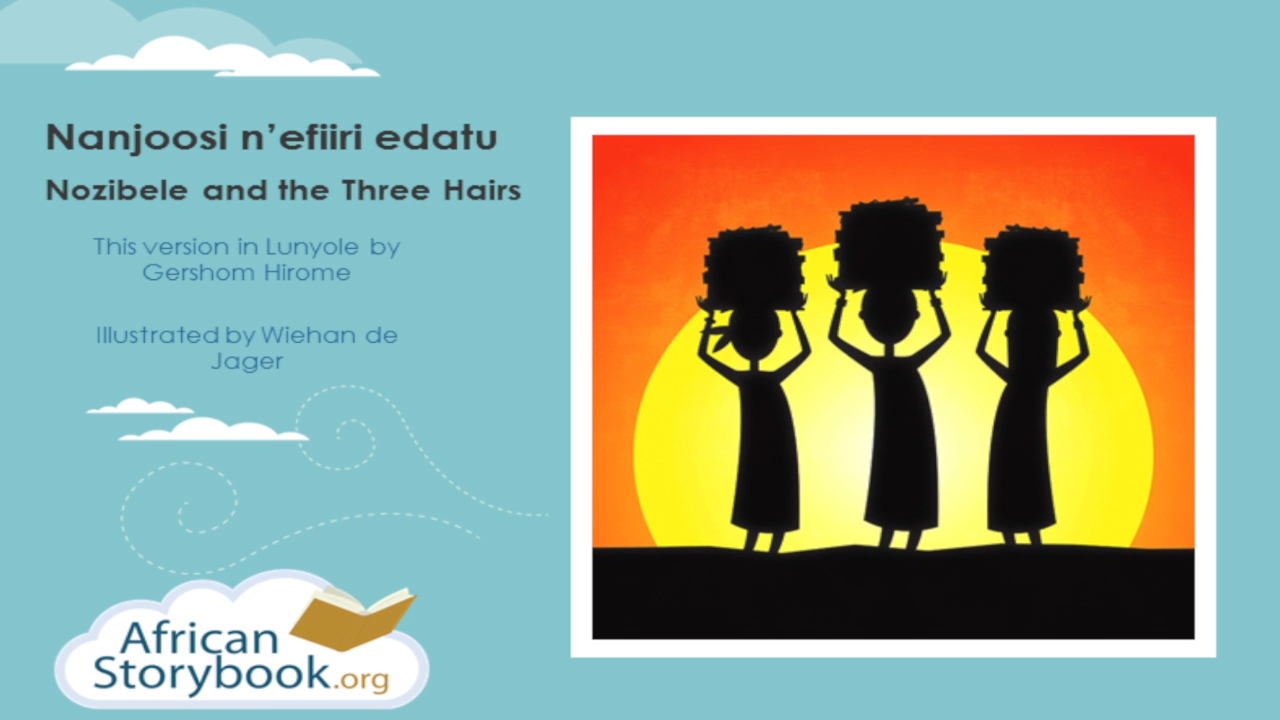 Nanjoosi n’efiiri edatu
Nozibele and the Three Hairs
This version in Lunyole by
Gershom Hirome
Illustrated by Wiehan de
Jager
African
Storybook.org